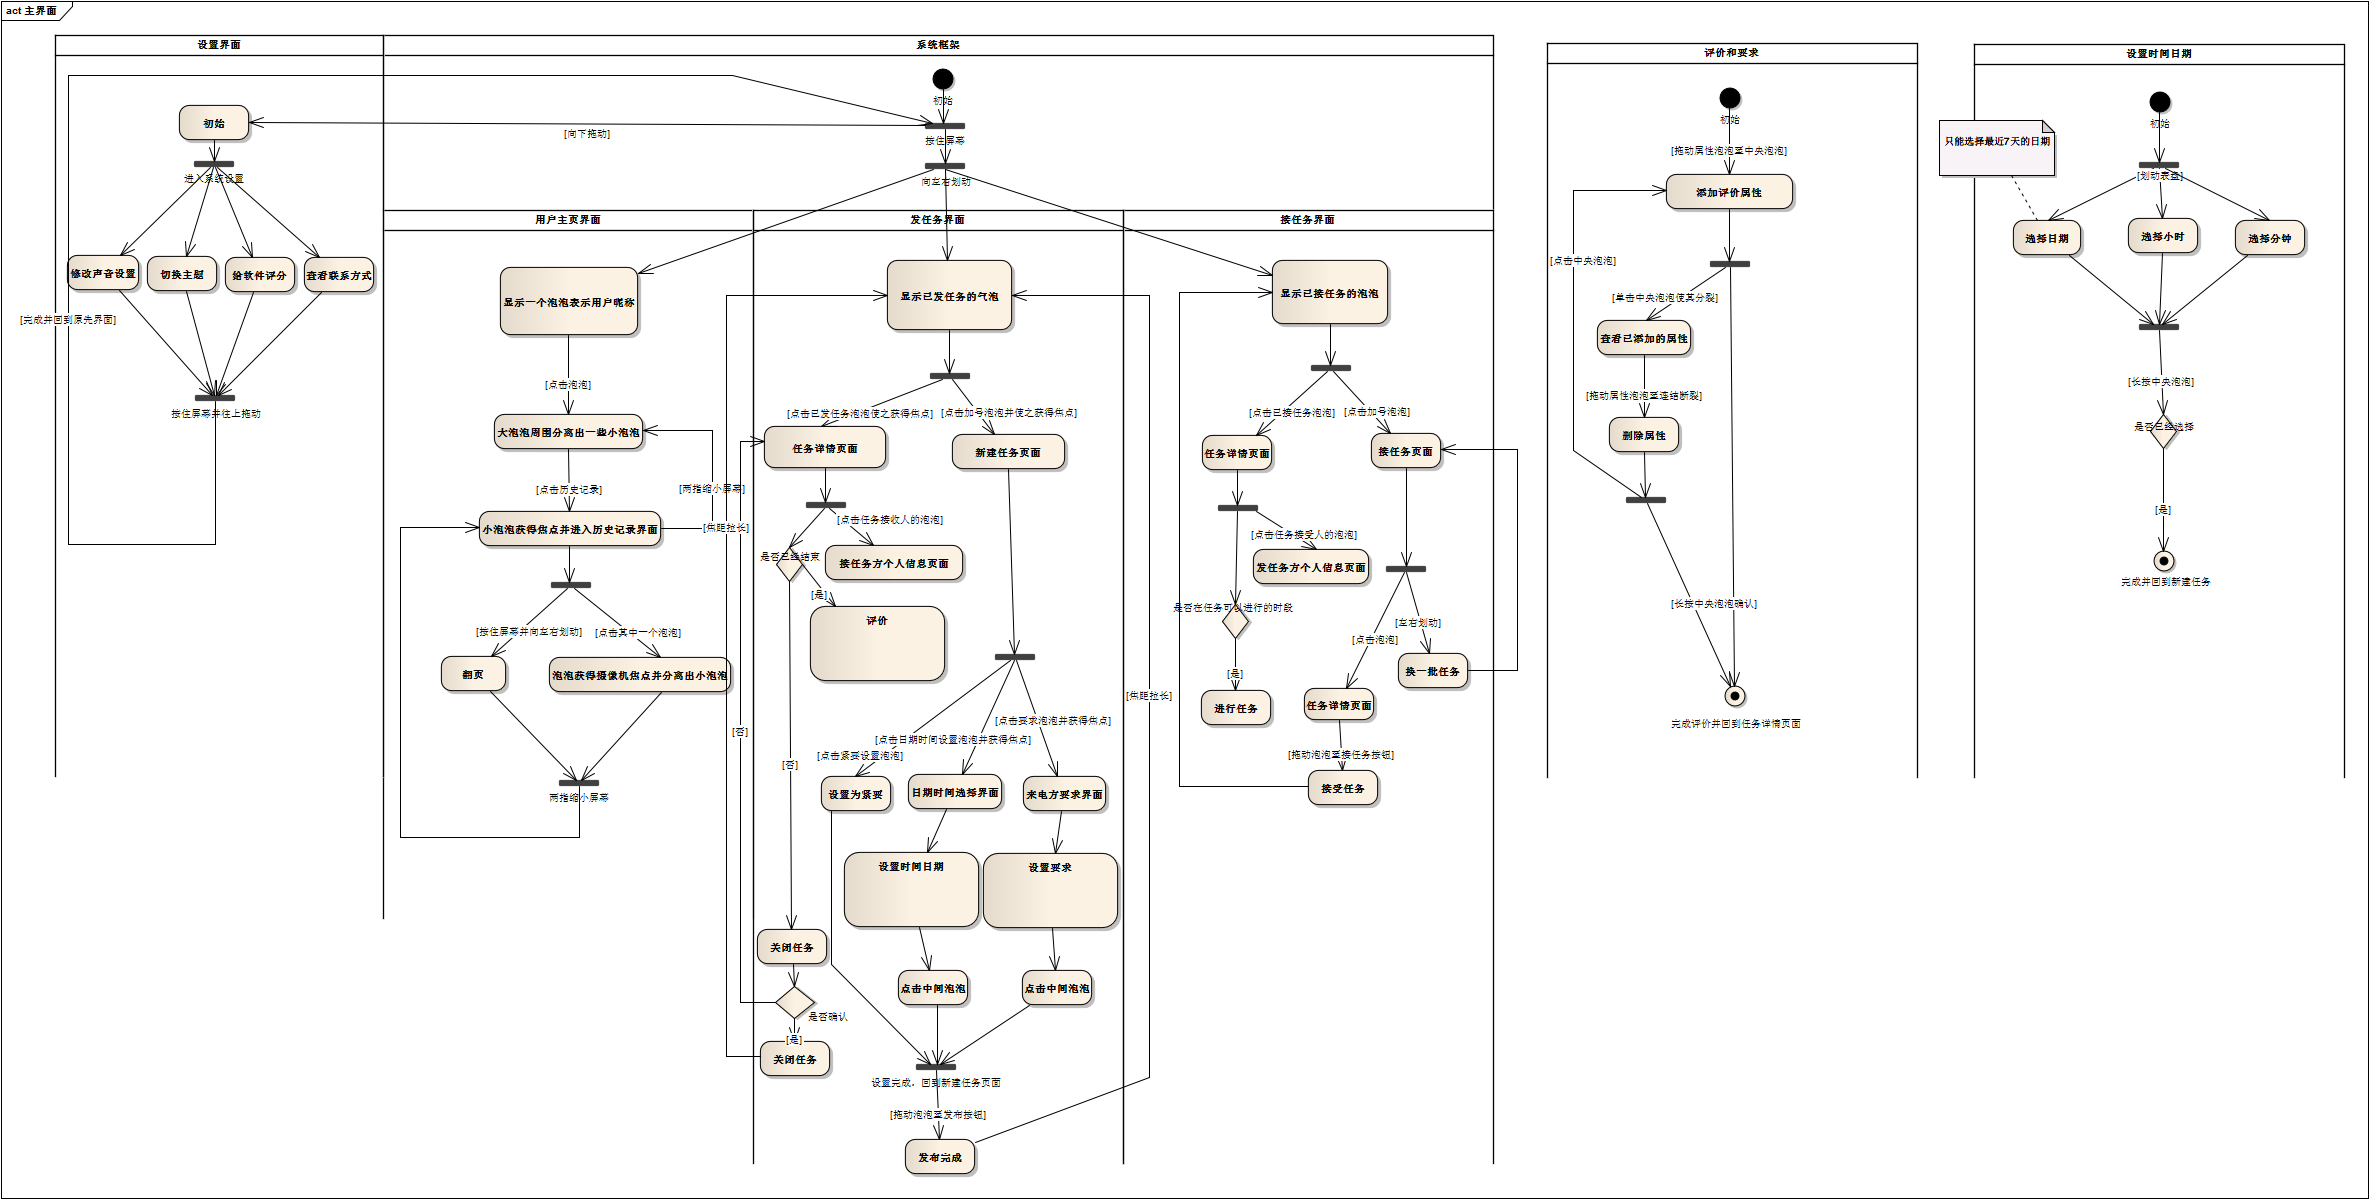 act 主界面
设置界面
系统框架
评价和要求
设置时间日期
初始
初始
初始
[向下拖动]
按住屏幕
初始
进入系统设置
向左右划动
[拖动属性泡泡至中央泡泡]
只能选择最近7天的日期
[划动表盘]
添加评价属性
用户主页界面
发任务界面
接任务界面
修改声音设置
切换主题
给软件评分
查看联系方式
[完成并回到原先界面]
按住屏幕并往上拖动
显示一个泡泡表示用户昵称
[点击泡泡]
大泡泡周围分离出一些小泡泡
[点击历史记录]
[两指缩小屏幕]
小泡泡获得焦点并进入历史记录界面
[焦距拉长]
[按住屏幕并向左右划动]
[点击其中一个泡泡]
翻页
泡泡获得摄像机焦点并分离出小泡泡
两指缩小屏幕
显示已发任务的气泡
[点击已发任务泡泡使之获得焦点]
[点击加号泡泡并使之获得焦点]
任务详情页面
新建任务页面
[点击任务接收人的泡泡]
是否已经结束
接任务方个人信息页面
[是]
评价
[否]
[否]
[点击要求泡泡并获得焦点]
[点击日期时间设置泡泡并获得焦点]
[点击紧要设置泡泡]
设置为紧要
日期时间选择界面
来电方要求界面
设置时间日期
设置要求
关闭任务
点击中间泡泡
点击中间泡泡
是否确认
[是]
关闭任务
设置完成，回到新建任务页面
[拖动泡泡至发布按钮]
发布完成
[焦距拉长]
显示已接任务的泡泡
[点击已接任务泡泡]
[点击加号泡泡]
任务详情页面
接任务页面
[点击任务接受人的泡泡]
发任务方个人信息页面
是否在任务可以进行的时段
[左右划动]
[点击泡泡]
[是]
换一批任务
进行任务
任务详情页面
[拖动泡泡至接任务按钮]
接受任务
[点击中央泡泡]
[单击中央泡泡使其分裂]
查看已添加的属性
[拖动属性泡泡至连结断裂]
删除属性
[长按中央泡泡确认]
完成评价并回到任务详情页面
选择日期
选择小时
选择分钟
[长按中央泡泡]
是否已经选择
[是]
完成并回到新建任务